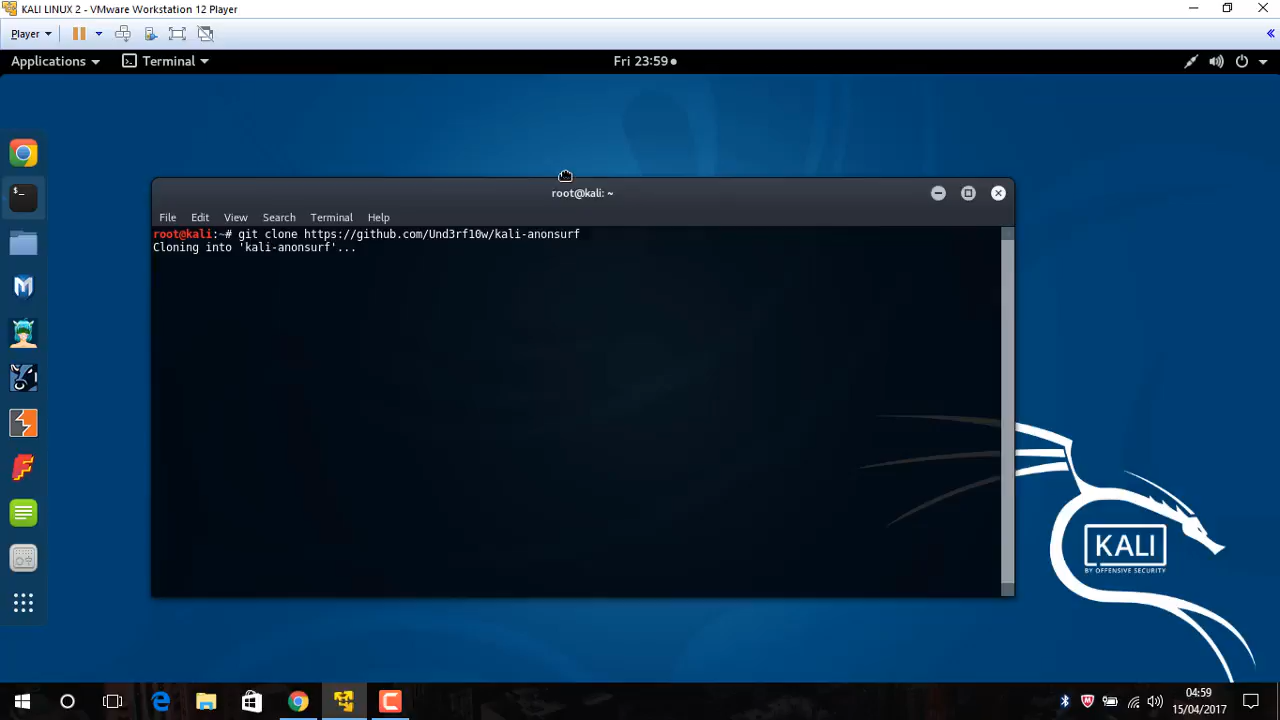 KALI LINUX 2 - VMware Workstation 12 Player
Player
Applications Terminal Fri 23:59
root@kali: ~
File Edit View Search Terminal Help
root@kali:~# git clone https://github.com/Und3rf10w/kali-anonsurf
Cloning into 'kali-anonsurf'...
KALI
BY OFFENSIVE SECURITY
04:59
15/04/2017